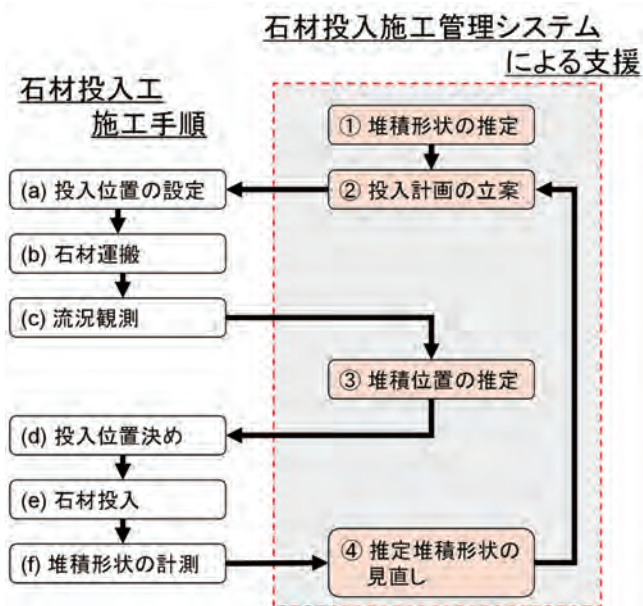 石材投入施工管理システム
による支援
石材投入工
施工手順
① 堆積形状の推定
② 投入計画の立案
(a) 投入位置の設定
(b) 石材運搬
(c) 流況観測
③ 堆積位置の推定
(d) 投入位置決め
(e) 石材投入
(f) 堆積形状の計測
④ 推定堆積形状の
見直し